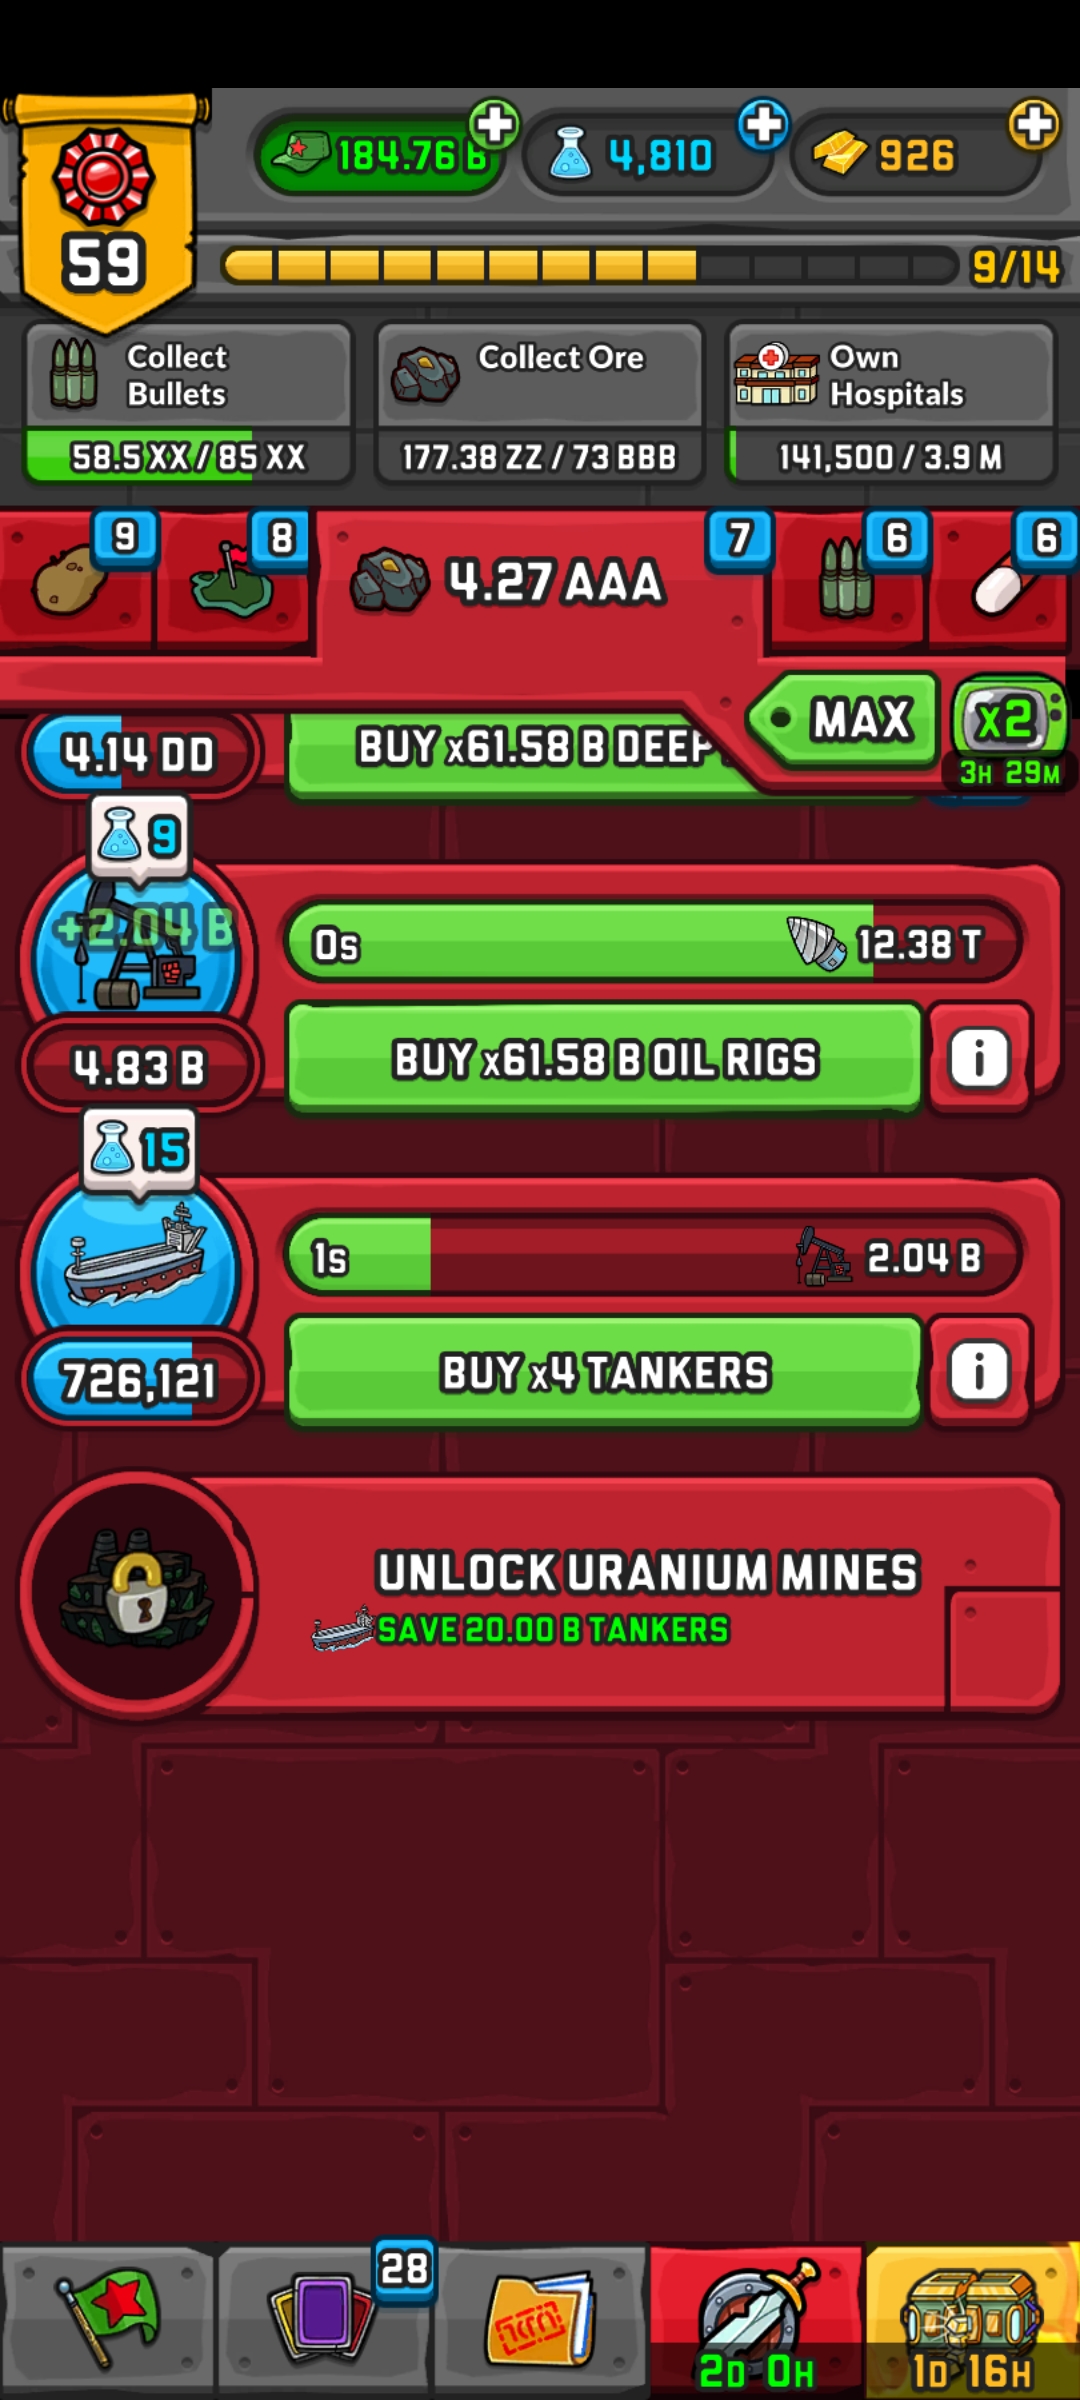 184.76 B
4,810
926
59
9/14
Collect Bullets
58.5 XX / 85 XX
Collect Ore
177.38 ZZ / 73 BBB
Own Hospitals
141,500 / 3.9 M
9
8
4.27 AAA
7
6
6
MAX
x2
3H 29M
4.14 DD
BUY x61.58 B DEEP
9
+2.04 B
0s
12.38 T
4.83 B
BUY x61.58 B OIL RIGS
i
15
1s
2.04 B
726,121
BUY x4 TANKERS
i
UNLOCK URANIUM MINES
SAVE 20.00 B TANKERS
28
2D 0H
1D 16H